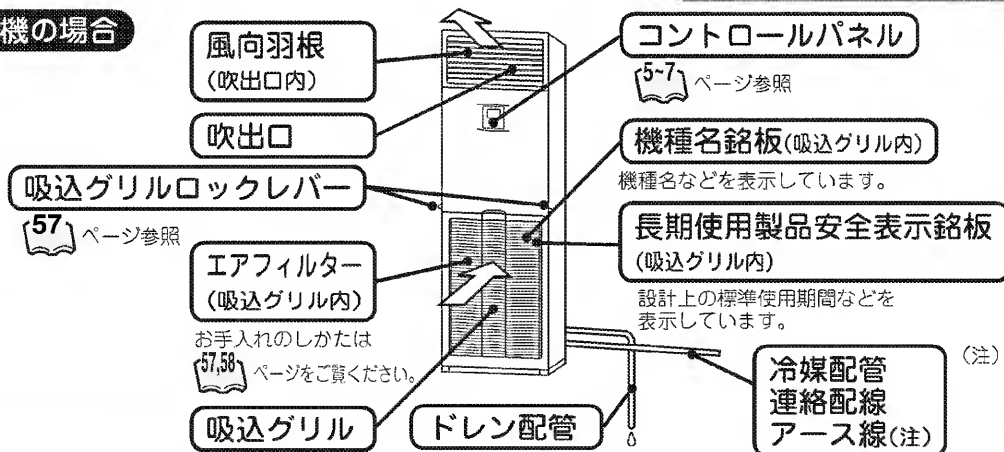 機の場合
風向羽根
(吹出口内)
吹出口
吸込グリルロックレバー
57 ページ参照
エアフィルター
(吸込グリル内)
お手入れのしかたは
57,58 ページをご覧ください。
吸込グリル
ドレン配管
コントロールパネル
5~7 ページ参照
機種名銘板(吸込グリル内)
機種名などを表示しています。
長期使用製品安全表示銘板
(吸込グリル内)
設計上の標準使用期間などを
表示しています。
冷媒配管
連絡配線
アース線(注)
(注)